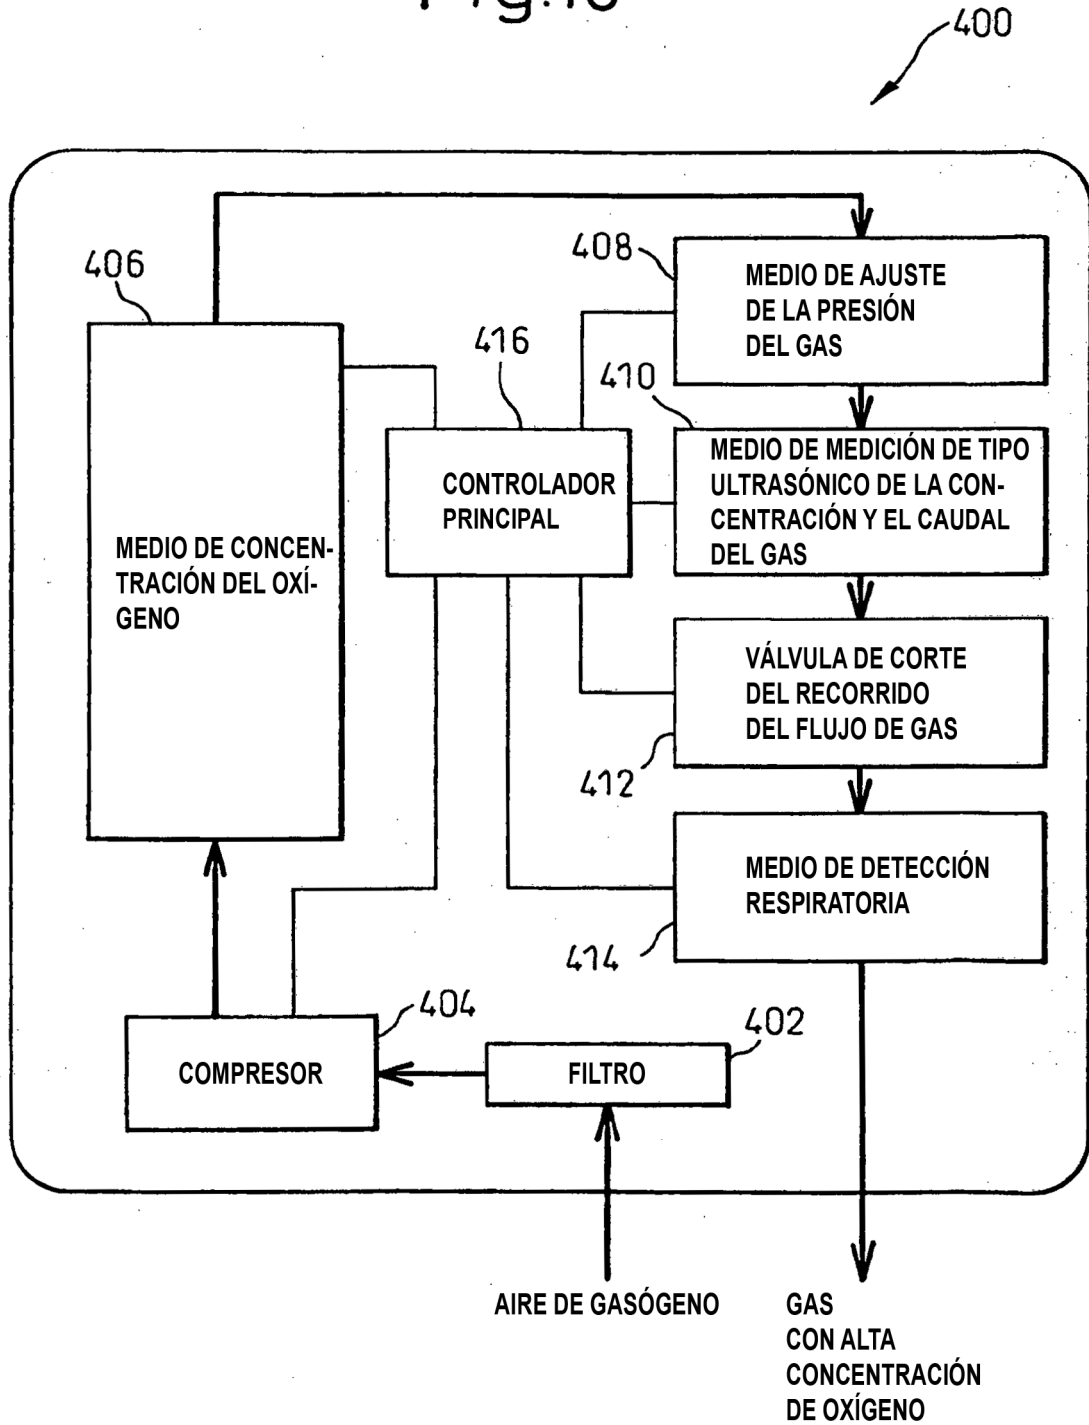 400
406
408
MEDIO DE AJUSTE
DE LA PRESIÓN
DEL GAS
416
410
CONTROLADOR
PRINCIPAL
MEDIO DE MEDICIÓN DE TIPO
ULTRASÓNICO DE LA CON-
CENTRACIÓN Y EL CAUDAL
DEL GAS
MEDIO DE CONCEN-
TRACIÓN DEL OXÍ-
GENO
VÁLVULA DE CORTE
DEL RECORRIDO
DEL FLUJO DE GAS
412
MEDIO DE DETECCIÓN
RESPIRATORIA
414
404
402
COMPRESOR
FILTRO
AIRE DE GASÓGENO
GAS
CON ALTA
CONCENTRACIÓN
DE OXÍGENO